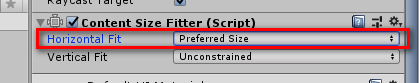 Raycast Target
Content Size Fitter (Script)
Horizontal Fit Preferred Size
Vertical Fit Unconstrained